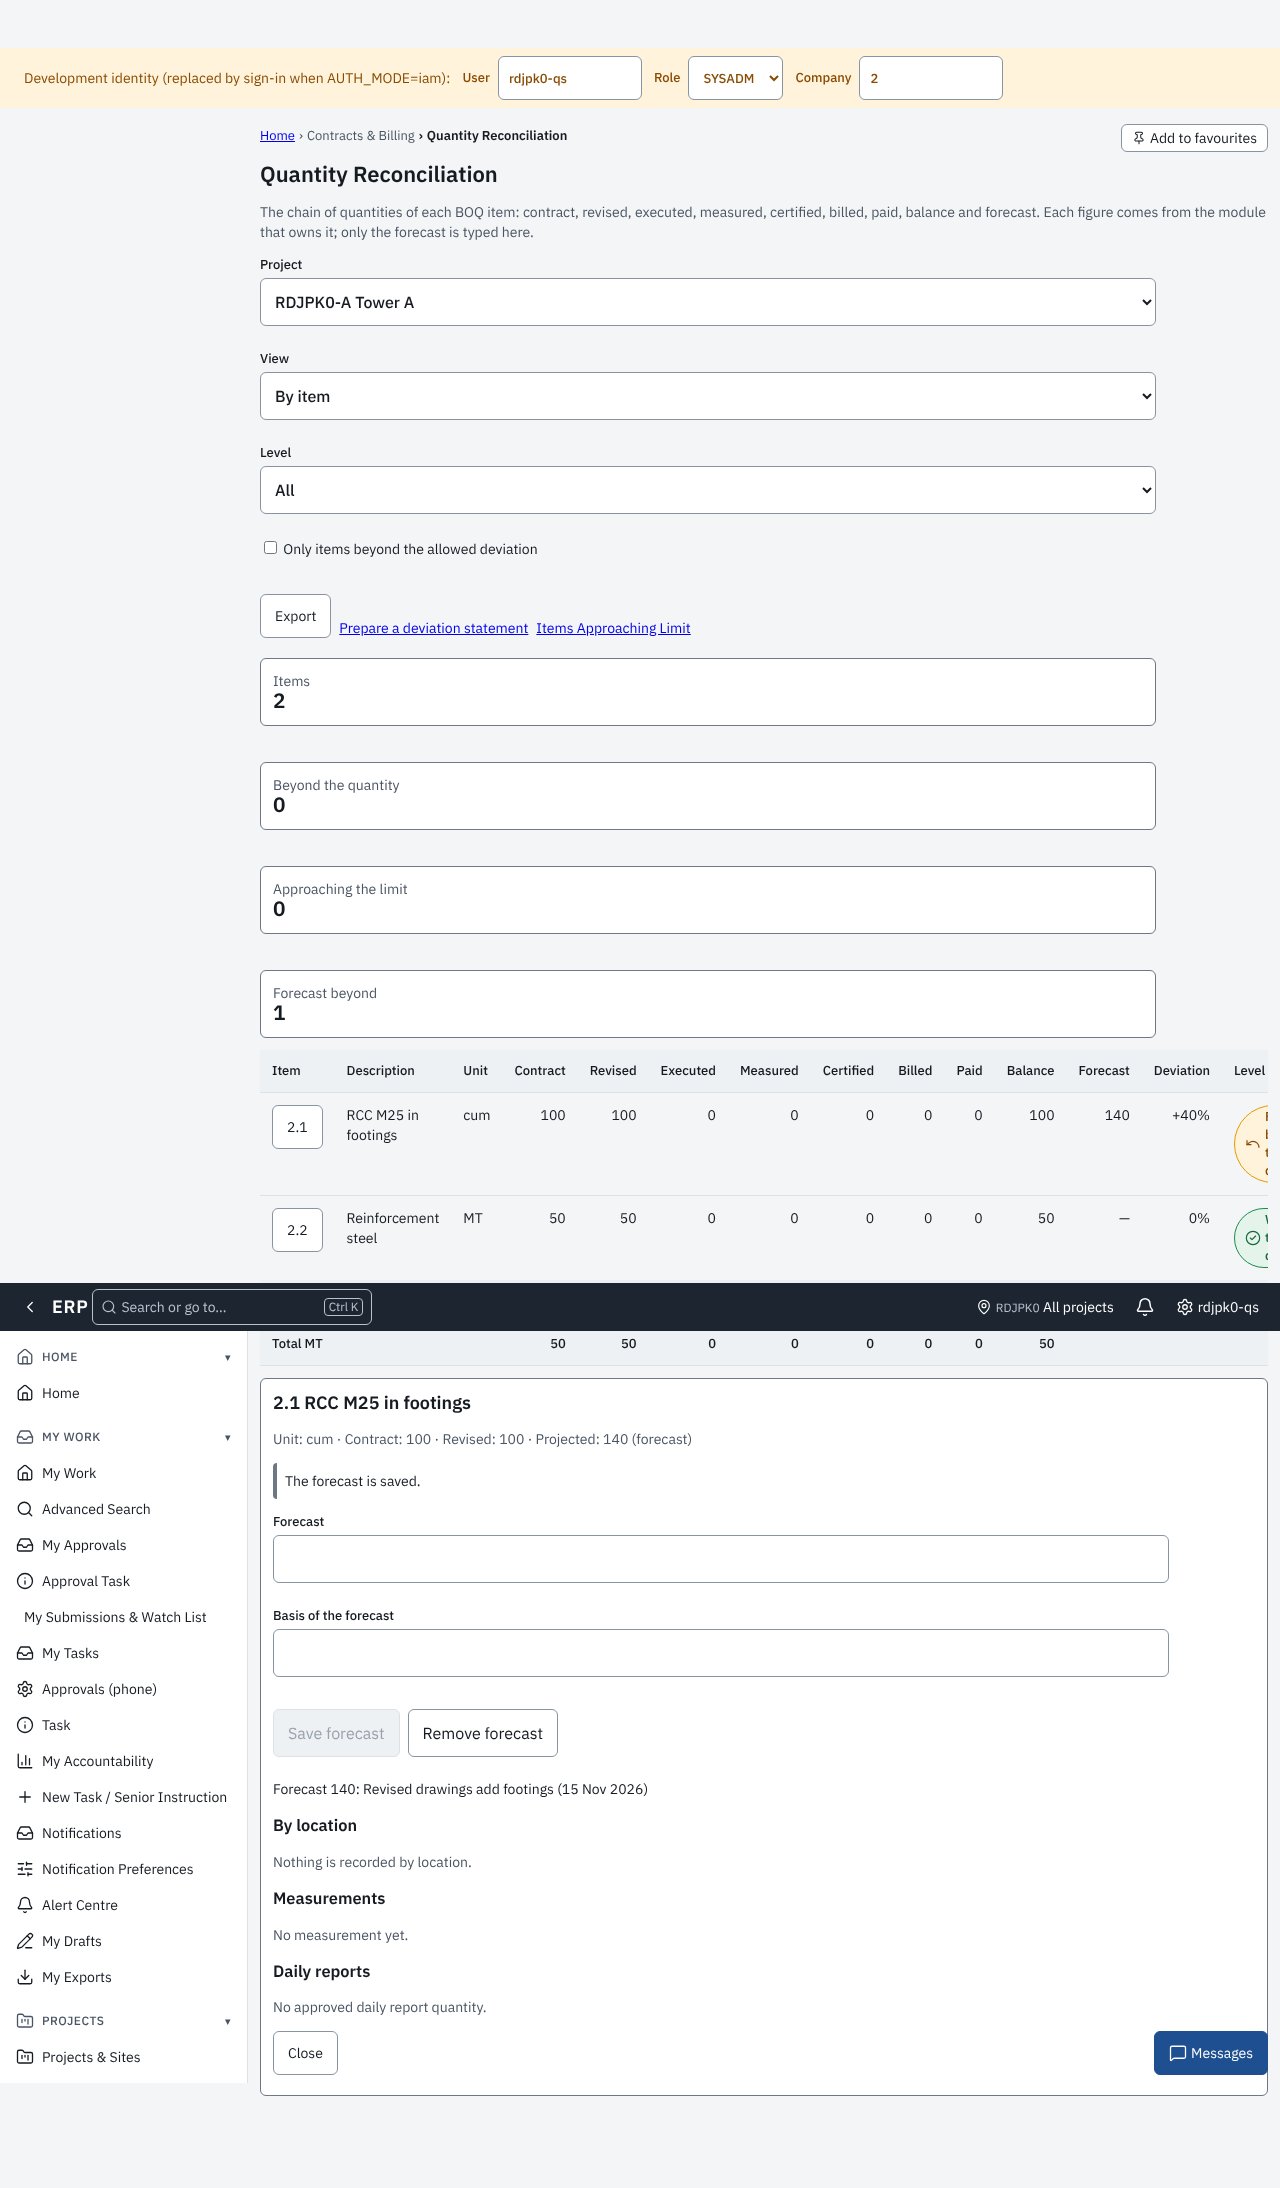 Development identity (replaced by sign-in when AUTH_MODE=iam): User rdjpk0-qs Role SYSADM Company 2
Home › Contracts & Billing › Quantity Reconciliation
Add to favourites
Quantity Reconciliation
The chain of quantities of each BOQ item: contract, revised, executed, measured, certified, billed, paid, balance and forecast. Each figure comes from the module
that owns it; only the forecast is typed here.
Project
RDJPK0-A Tower A
View
By item
Level
All
Only items beyond the allowed deviation
Export Prepare a deviation statement Items Approaching Limit
Items
2
Beyond the quantity
0
Approaching the limit
0
Forecast beyond
1
Item Description Unit Contract Revised Executed Measured Certified Billed Paid Balance Forecast Deviation Level
2.1 RCC M25 in cum 100 100 0 0 0 0 0 100 140 +40%
footings
2.2 Reinforcement MT 50 50 0 0 0 0 0 50 — 0%
steel
ERP Search or go to... Ctrl K RDJPK0 All projects rdjpk0-qs
Total MT 50 50 0 0 0 0 0 50
HOME
Home
MY WORK
My Work
Advanced Search
My Approvals
Approval Task
My Submissions & Watch List
My Tasks
Approvals (phone)
Task
My Accountability
New Task / Senior Instruction
Notifications
Notification Preferences
Alert Centre
My Drafts
My Exports
PROJECTS
Projects & Sites
2.1 RCC M25 in footings
Unit: cum · Contract: 100 · Revised: 100 · Projected: 140 (forecast)
The forecast is saved.
Forecast
Basis of the forecast
Save forecast Remove forecast
Forecast 140: Revised drawings add footings (15 Nov 2026)
By location
Nothing is recorded by location.
Measurements
No measurement yet.
Daily reports
No approved daily report quantity.
Close
Messages